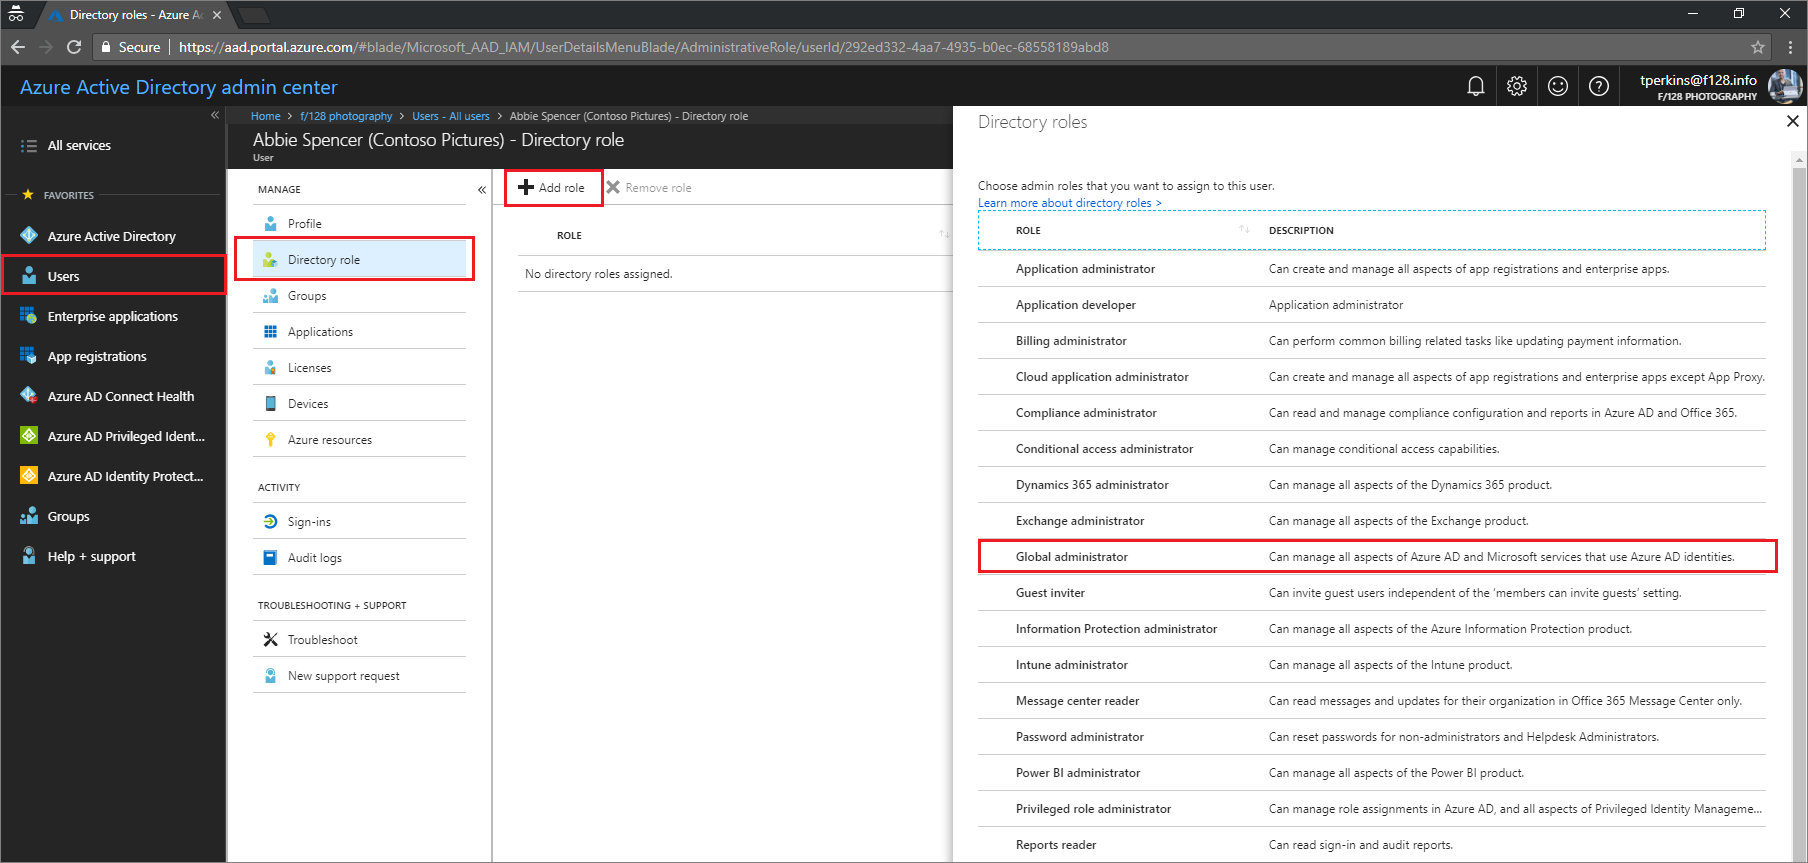 Directory roles - Azure A
Secure
https://aad.portal.azure.com/#blade/Microsoft_AAD_IAM/UserDetailsMenuBlade/AdministrativeRole/userId/292ed332-4aa7-4935-b0ec-68558189abd8
Azure Active Directory admin center
tperkins@f128.info
F/128 PHOTOGRAPHY
All services
FAVORITES
Azure Active Directory
Users
Enterprise applications
App registrations
Azure AD Connect Health
Azure AD Privileged Ident...
Azure AD Identity Protect...
Groups
Help + support
Home > f/128 photography > Users - All users > Abbie Spencer (Contoso Pictures) - Directory role
Abbie Spencer (Contoso Pictures) - Directory role
User
MANAGE
Profile
Directory role
Groups
Applications
Licenses
Devices
Azure resources
ACTIVITY
Sign-ins
Audit logs
TROUBLESHOOTING + SUPPORT
Troubleshoot
New support request
Add role
Remove role
ROLE
No directory roles assigned.
Directory roles
Choose admin roles that you want to assign to this user.
Learn more about directory roles >
ROLE DESCRIPTION
Application administrator Can create and manage all aspects of app registrations and enterprise apps.
Application developer Application administrator
Billing administrator Can perform common billing related tasks like updating payment information.
Cloud application administrator Can create and manage all aspects of app registrations and enterprise apps except App Proxy.
Compliance administrator Can read and manage compliance configuration and reports in Azure AD and Office 365.
Conditional access administrator Can manage conditional access capabilities.
Dynamics 365 administrator Can manage all aspects of the Dynamics 365 product.
Exchange administrator Can manage all aspects of the Exchange product.
Global administrator Can manage all aspects of Azure AD and Microsoft services that use Azure AD identities.
Guest inviter Can invite guest users independent of the 'members can invite guests' setting.
Information Protection administrator Can manage all aspects of the Azure Information Protection product.
Intune administrator Can manage all aspects of the Intune product.
Message center reader Can read messages and updates for their organization in Office 365 Message Center only.
Password administrator Can reset passwords for non-administrators and Helpdesk Administrators.
Power BI administrator Can manage all aspects of the Power BI product.
Privileged role administrator Can manage role assignments in Azure AD, and all aspects of Privileged Identity Manageme...
Reports reader Can read sign-in and audit reports.